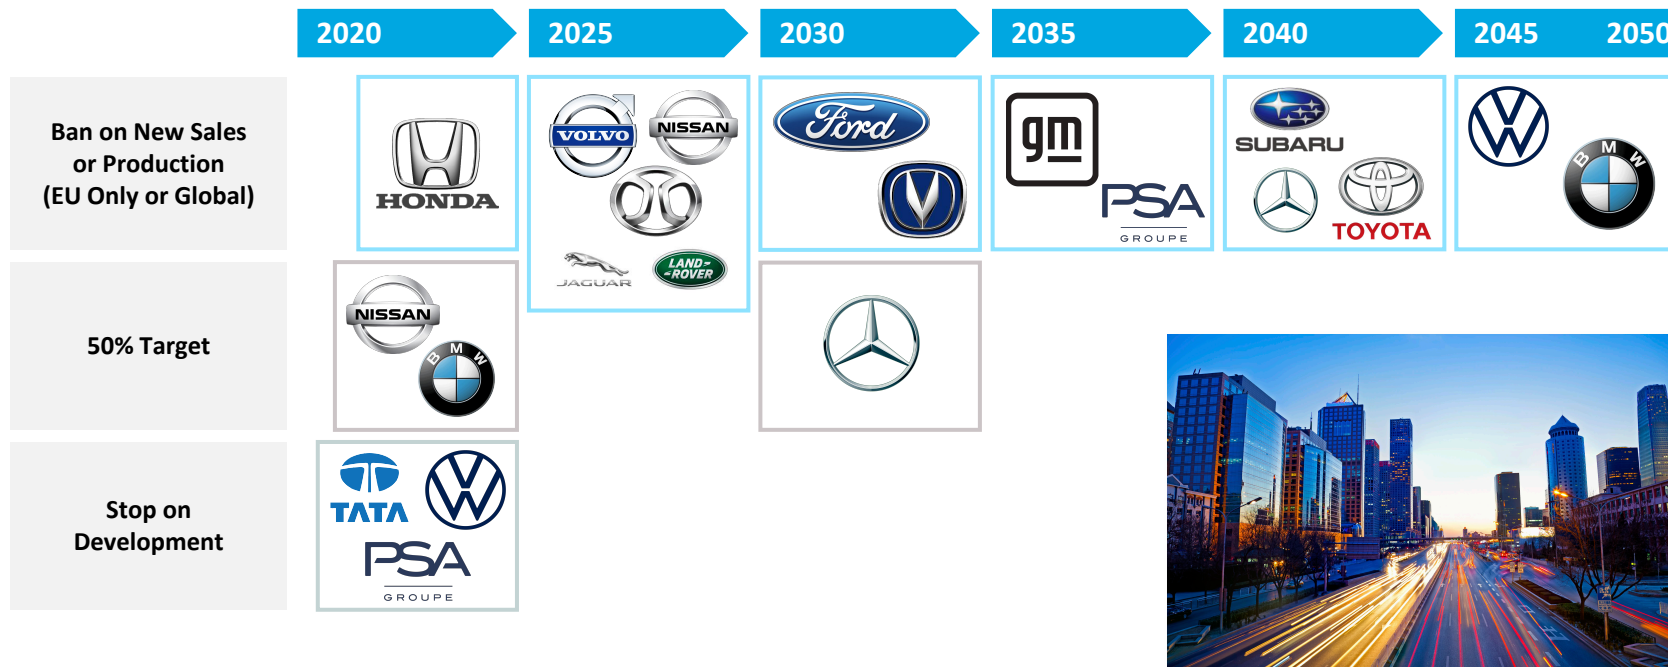 2020 2025 2030 2035 2040 2045 2050
Ban on New Sales
or Production
(EU Only or Global)
HONDA
VOLVO NISSAN
JAGUAR LAND-
-ROVER
Ford
gm
PSA
GROUPE
SUBARU
TOYOTA
VW
BMW
50% Target
NISSAN
BMW
Stop on
Development
TATA VW
PSA
GROUPE